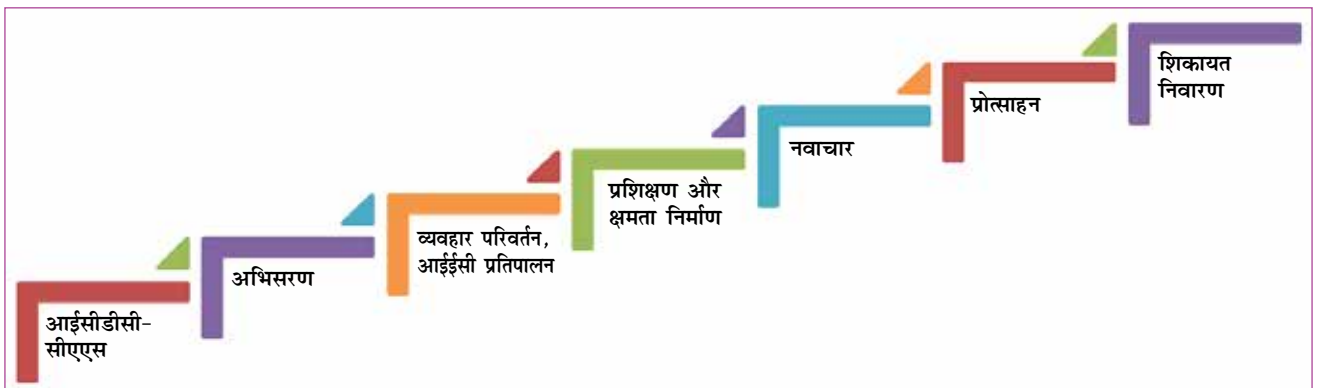 आईसीडीसी-
सीएएस
अभिसरण
व्यवहार परिवर्तन,
आईईसी प्रतिपालन
प्रशिक्षण और
क्षमता निर्माण
नवाचार
प्रोत्साहन
शिकायत
निवारण